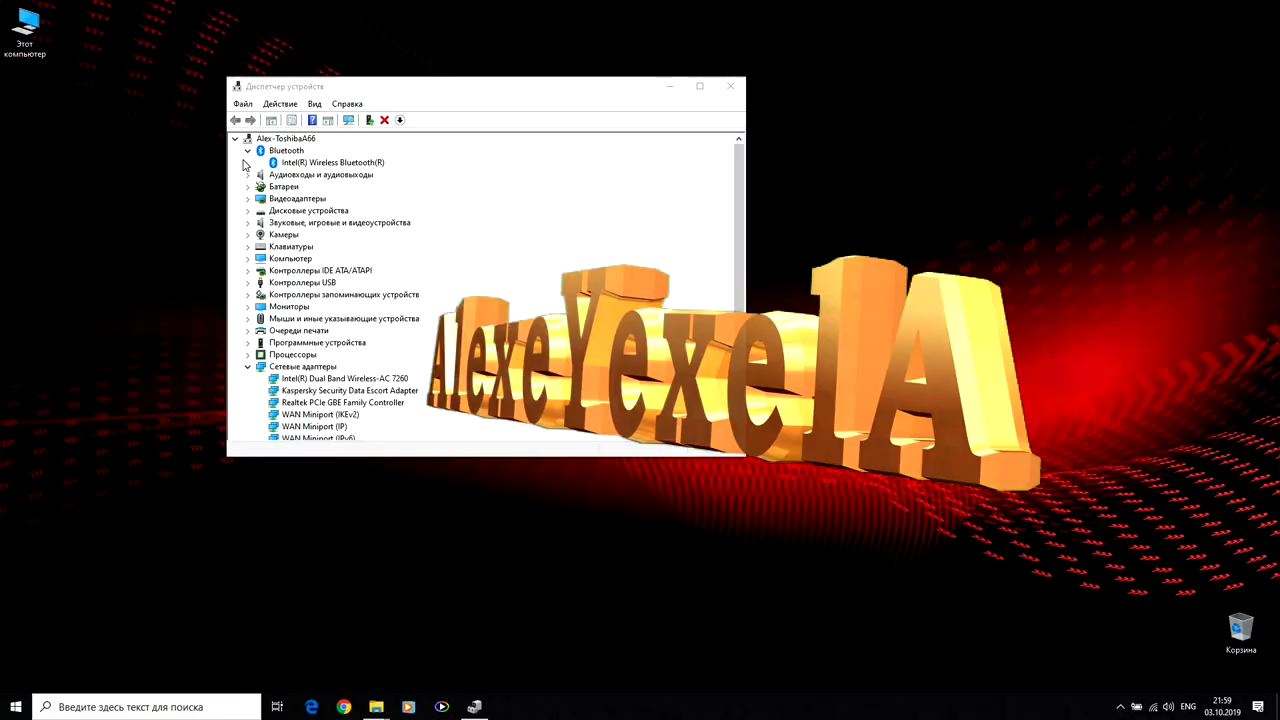 Этот
компьютер
Диспетчер устройств
Файл Действие Вид Справка
Alex-ToshibaA66
Bluetooth
Intel(R) Wireless Bluetooth(R)
Аудиовходы и аудиовыходы
Батареи
Видеоадаптеры
Дисковые устройства
Звуковые, игровые и видеоустройства
Камеры
Клавиатуры
Компьютер
Контроллеры IDE ATA/ATAPI
Контроллеры USB
Контроллеры запоминающих устройств
Мониторы
Мыши и иные указывающие устройства
Очереди печати
Программные устройства
Процессоры
Сетевые адаптеры
Intel(R) Dual Band Wireless-AC 7260
Kaspersky Security Data Escort Adapter
Realtek PCIe GBE Family Controller
WAN Miniport (IKEv2)
WAN Miniport (IP)
WAN Miniport (IPv6)
AlexeYexelA
Корзина
Введите здесь текст для поиска
ENG
21:59
03.10.2019